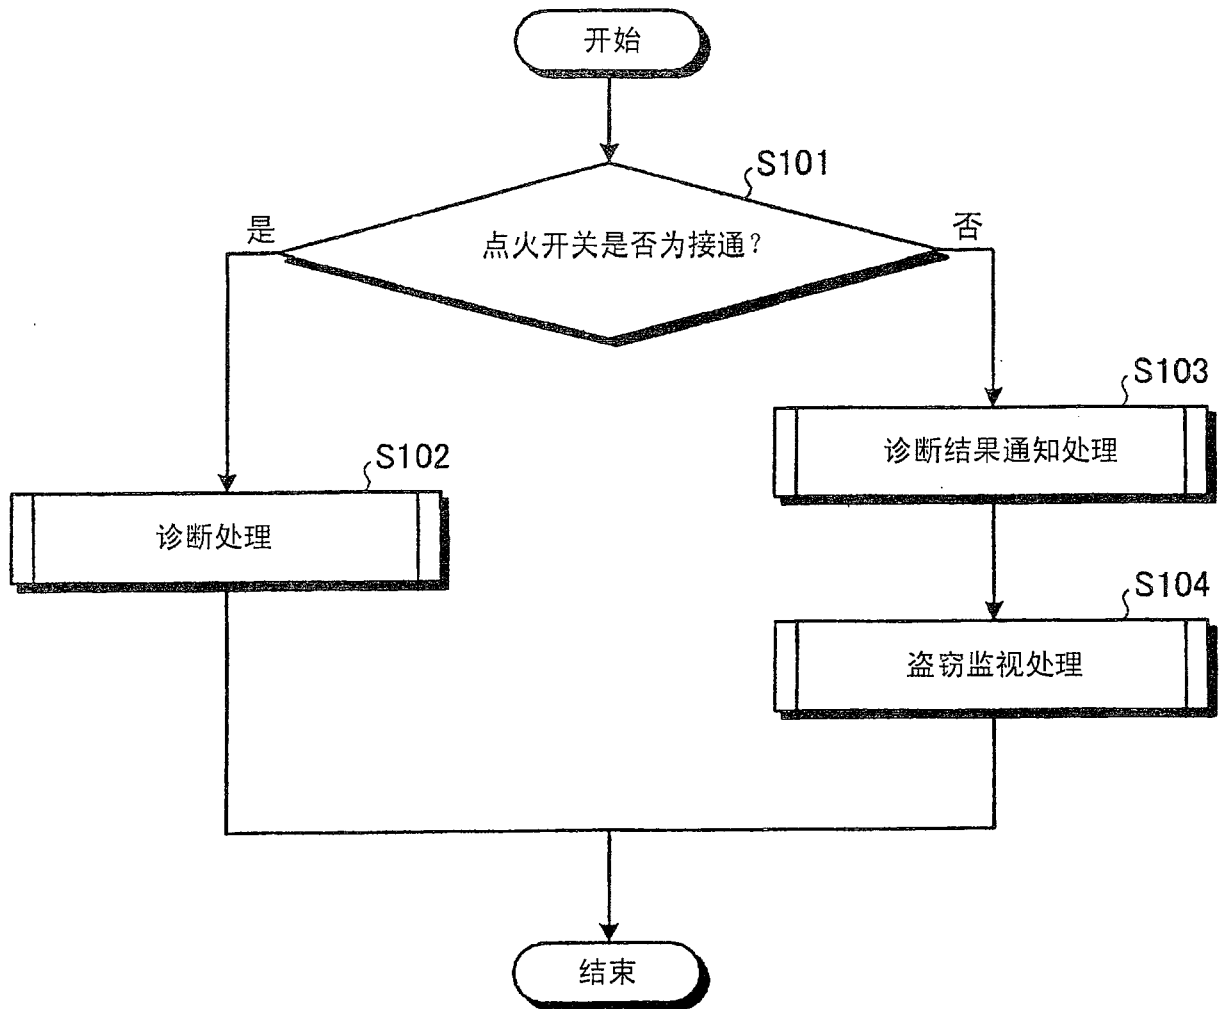 开始
S101
是
点火开关是否为接通?
否
S103
诊断结果通知处理
S102
诊断处理
S104
盗窃监视处理
结束